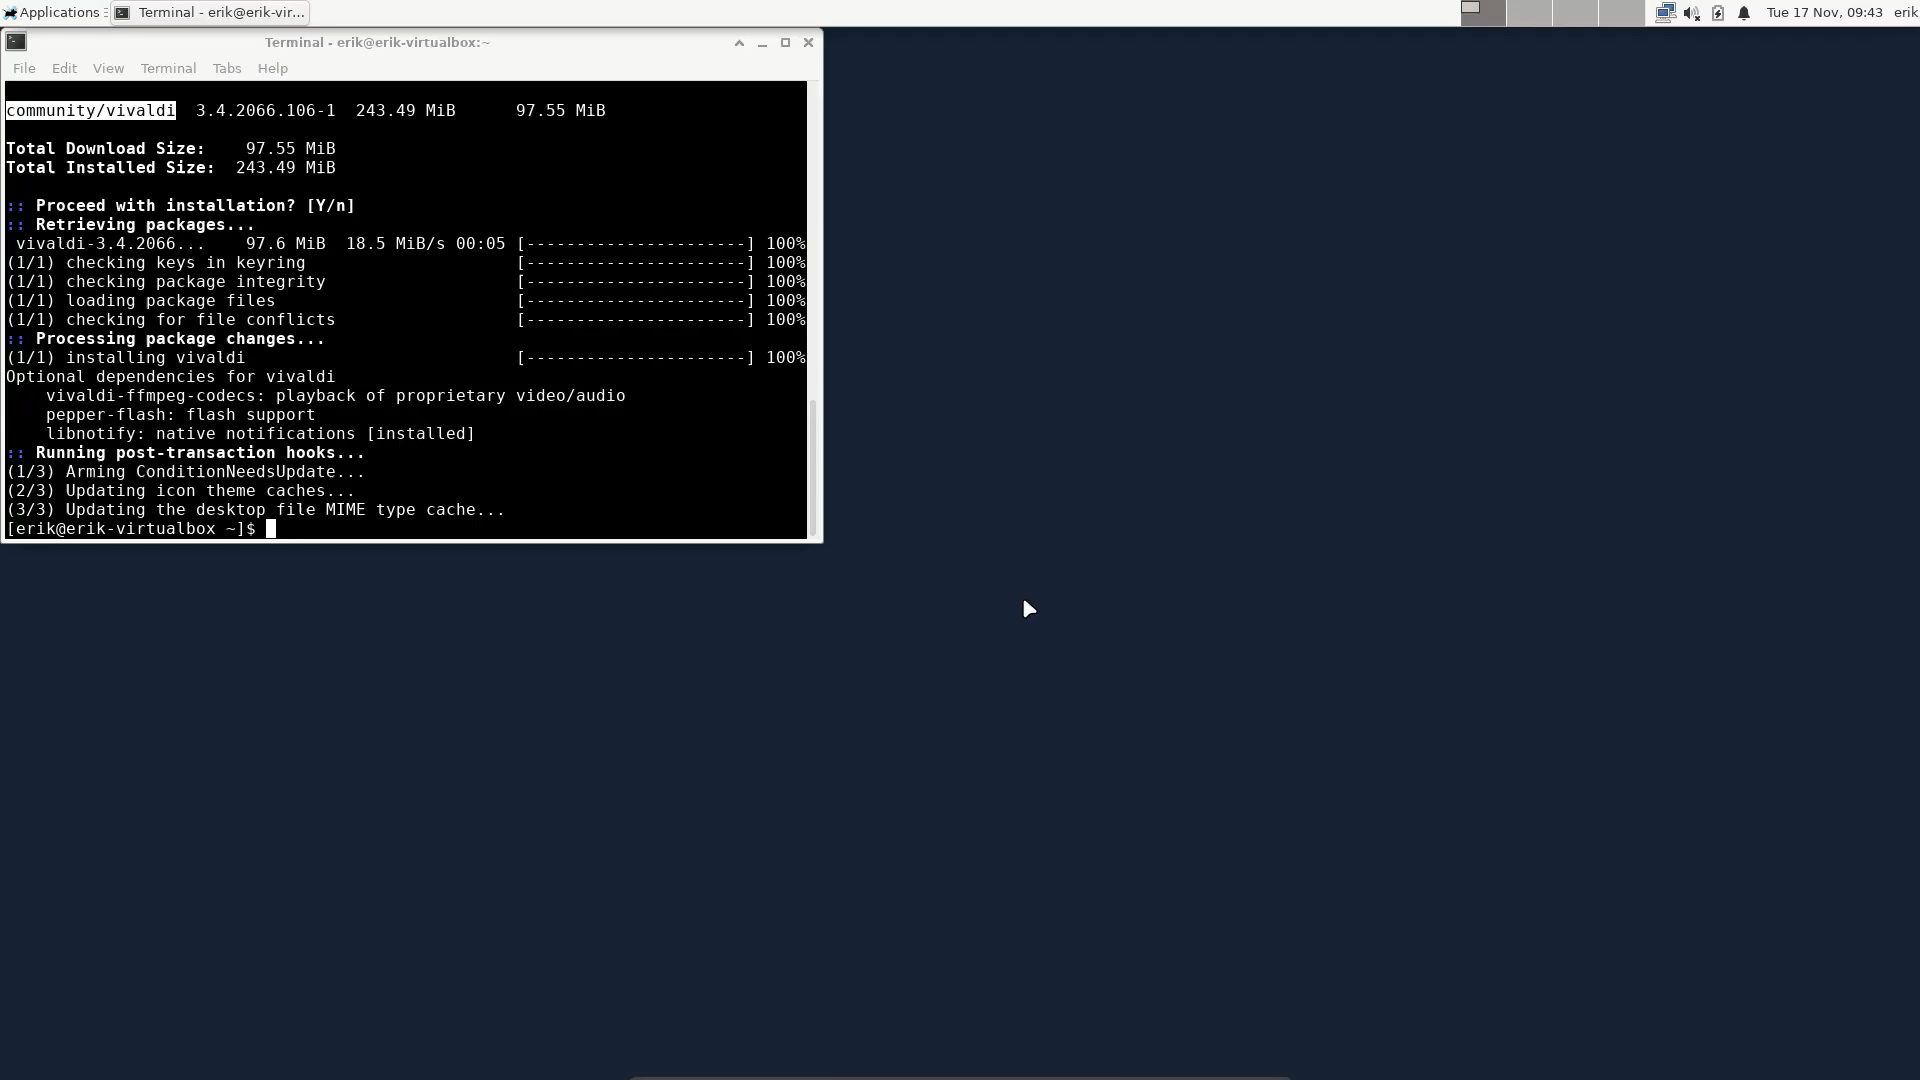 Applications
Terminal - erik@erik-vir...
Tue 17 Nov, 09:43
erik
Terminal - erik@erik-virtualbox:~
File Edit View Terminal Tabs Help
community/vivaldi  3.4.2066.106-1  243.49 MiB      97.55 MiB
Total Download Size:    97.55 MiB
Total Installed Size:  243.49 MiB
:: Proceed with installation? [Y/n]
:: Retrieving packages...
vivaldi-3.4.2066...    97.6 MiB  18.5 MiB/s 00:05 [----------------------] 100%
(1/1) checking keys in keyring                     [----------------------] 100%
(1/1) checking package integrity                   [----------------------] 100%
(1/1) loading package files                        [----------------------] 100%
(1/1) checking for file conflicts                  [----------------------] 100%
:: Processing package changes...
(1/1) installing vivaldi                           [----------------------] 100%
Optional dependencies for vivaldi
    vivaldi-ffmpeg-codecs: playback of proprietary video/audio
    pepper-flash: flash support
    libnotify: native notifications [installed]
:: Running post-transaction hooks...
(1/3) Arming ConditionNeedsUpdate...
(2/3) Updating icon theme caches...
(3/3) Updating the desktop file MIME type cache...
[erik@erik-virtualbox ~]$